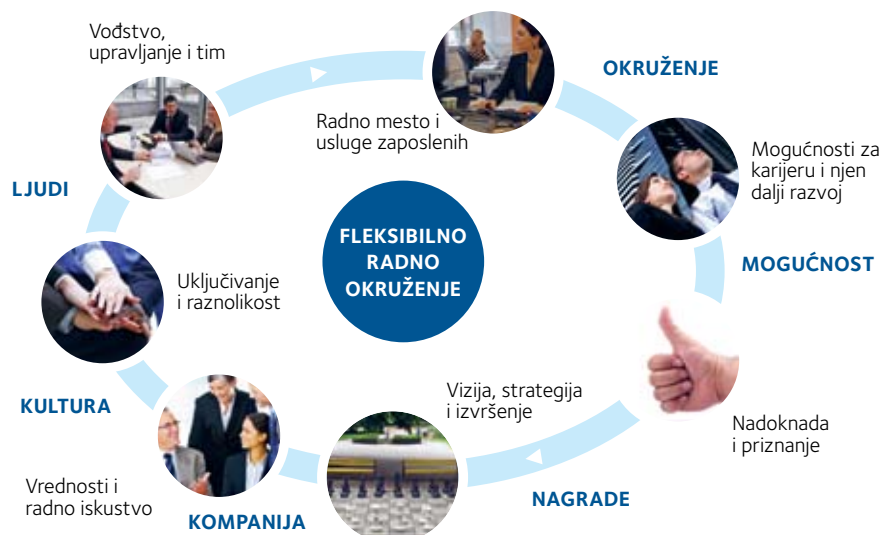 Vođstvo,
upravljanje i tim
OKRUŽENJE
Radno mesto i
usluge zaposlenih
Mogućnosti za
karijeru i njen
dalji razvoj
LJUDI
FLEKSIBILNO
RADNO
OKRUŽENJE
MOGUĆNOST
Uključivanje
i raznolikost
Vizija, strategija
i izvršenje
KULTURA
Nadoknada
i priznanje
Vrednosti i
radno iskustvo
KOMPANIJA
NAGRADE